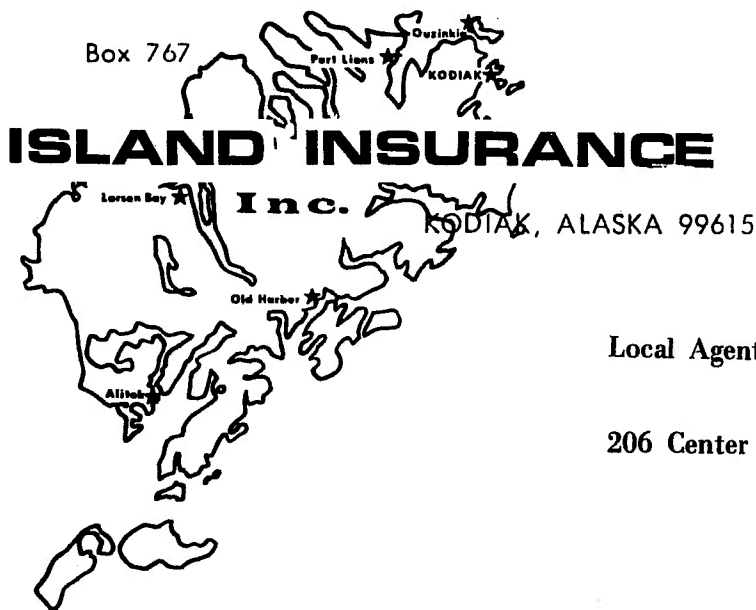 Ouzinkie
Box 767
Port Lions
KODIAK
ISLAND INSURANCE
Larsen Bay
Inc.
KODIAK, ALASKA 99615
Old Harbor
Local Agent
Alitak
206 Center